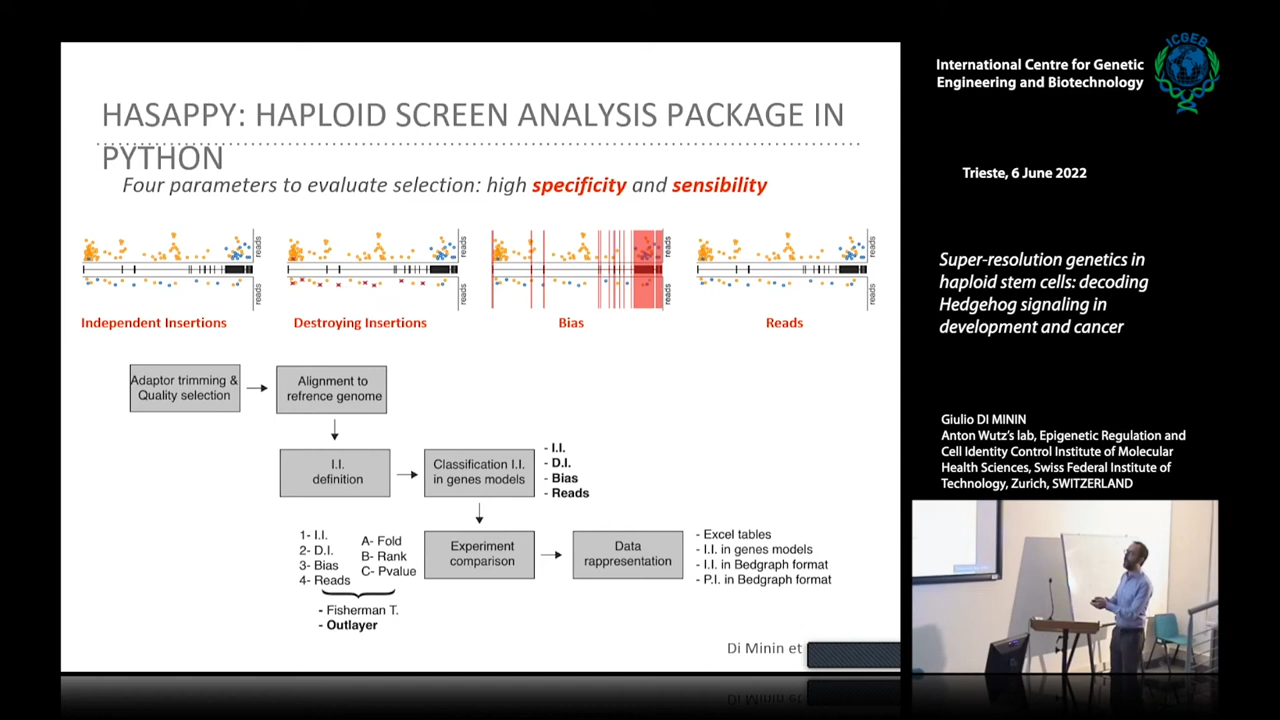 HASAPPY: HAPLOID SCREEN ANALYSIS PACKAGE IN
PYTHON
Four parameters to evaluate selection: high specificity and sensibility
reads
reads
reads
reads
reads
reads
reads
reads
Independent Insertions
Destroying Insertions
Bias
Reads
Adaptor trimming &
Quality selection
Alignment to
refrence genome
I.I.
definition
Classification I.I.
in genes models
- I.I.
- D.I.
- Bias
- Reads
1- I.I.
2- D.I.
3- Bias
4- Reads
A- Fold
B- Rank
C- Pvalue
- Fisherman T.
- Outlayer
Experiment
comparison
Data
rappresentation
- Excel tables
- I.I. in genes models
- I.I. in Bedgraph format
- P.I. in Bedgraph format
Di Minin et
International Centre for Genetic
Engineering and Biotechnology
ICGEB
Trieste, 6 June 2022
Super-resolution genetics in
haploid stem cells: decoding
Hedgehog signaling in
development and cancer
Giulio DI MININ
Anton Wutz's lab, Epigenetic Regulation and
Cell Identity Control Institute of Molecular
Health Sciences, Swiss Federal Institute of
Technology, Zurich, SWITZERLAND